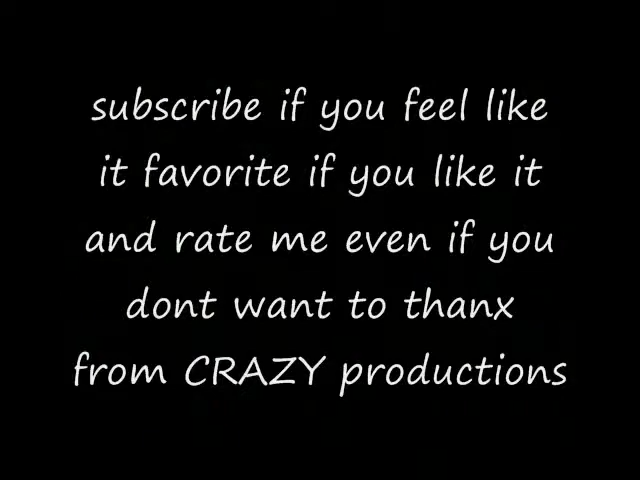 subscribe if you feel like
it favorite if you like it
and rate me even if you
dont want to thanx
from CRAZY productions